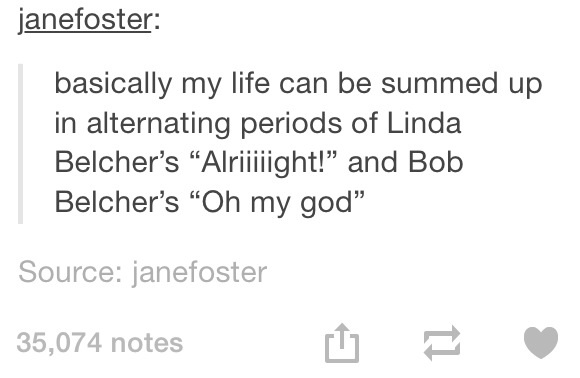 janefoster:
basically my life can be summed up
in alternating periods of Linda
Belcher’s “Alriiiiight!” and Bob
Belcher’s “Oh my god”
Source: janefoster
35,074 notes